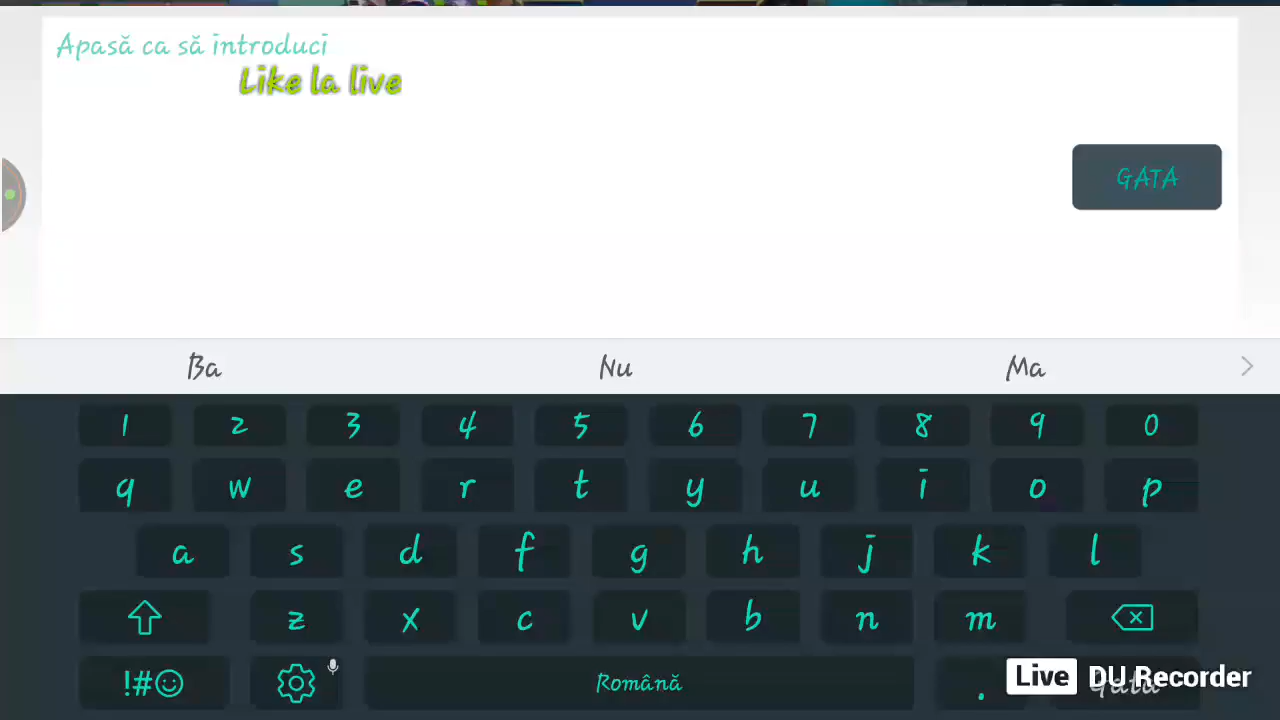 Apasă ca să introduci
Like la live
GATA
Ba Nu Ma
1 2 3 4 5 6 7 8 9 0
q w e r t y u i o p
a s d f g h j k l
z x c v b n m
!#☺ Română . Gata
Live DU Recorder